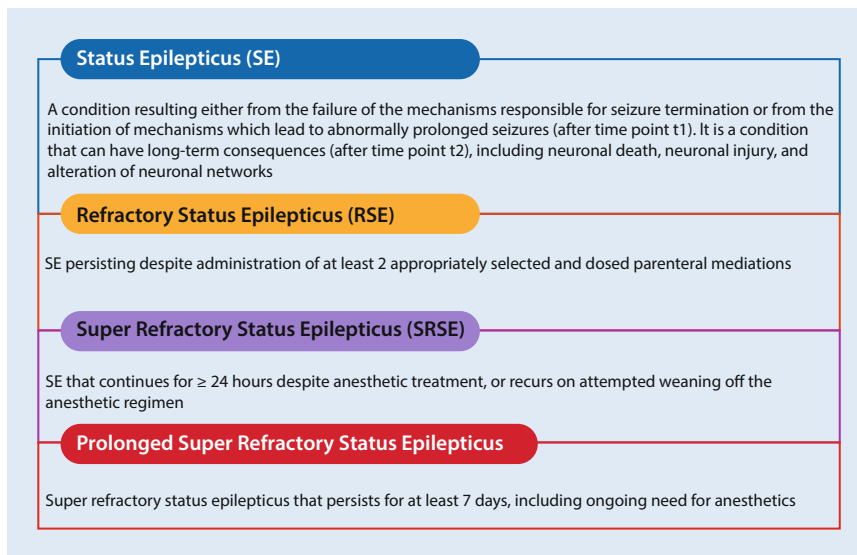 Status Epilepticus (SE)
A condition resulting either from the failure of the mechanisms responsible for seizure termination or from the
initiation of mechanisms which lead to abnormally prolonged seizures (after time point t1). It is a condition
that can have long-term consequences (after time point t2), including neuronal death, neuronal injury, and
alteration of neuronal networks
Refractory Status Epilepticus (RSE)
SE persisting despite administration of at least 2 appropriately selected and dosed parenteral mediations
Super Refractory Status Epilepticus (SRSE)
SE that continues for ≥ 24 hours despite anesthetic treatment, or recurs on attempted weaning off the
anesthetic regimen
Prolonged Super Refractory Status Epilepticus
Super refractory status epilepticus that persists for at least 7 days, including ongoing need for anesthetics